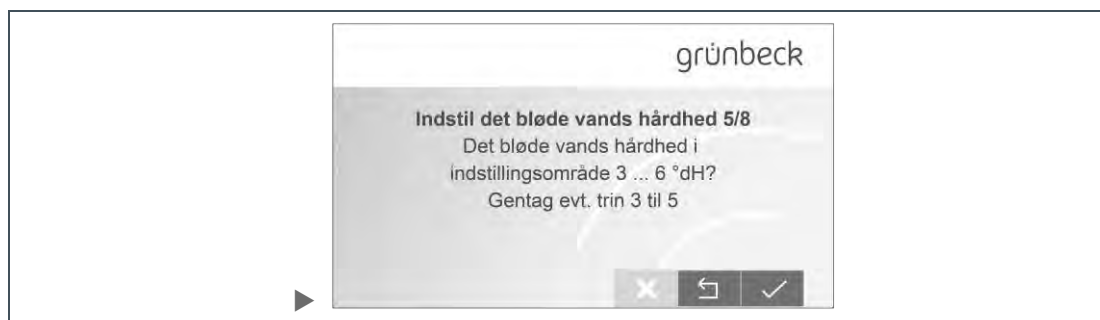 grünbeck
Indstil det bløde vands hårdhed 5/8
Det bløde vands hårdhed i
indstillingsområde 3 ... 6 °dH?
Gentag evt. trin 3 til 5